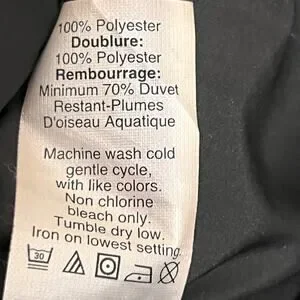 100% Polyester
Doublure:
100% Polyester
Rembourrage:
Minimum 70% Duvet
Restant-Plumes
D'oiseau Aquatique
Machine wash cold
gentle cycle,
with like colors.
Non chlorine
bleach only.
Tumble dry low.
Iron on lowest setting.
30